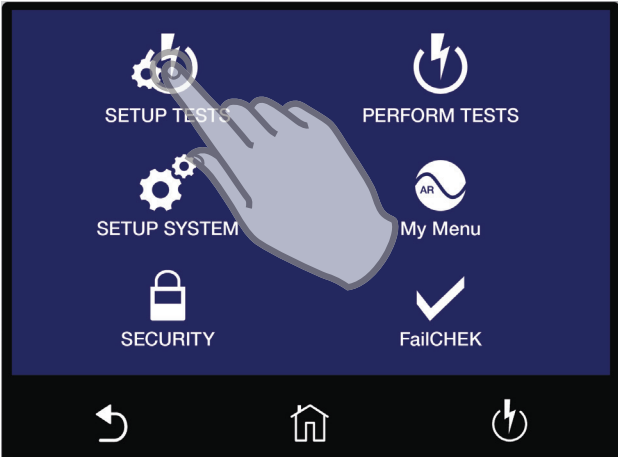 SETUP TESTS
PERFORM TESTS
SETUP SYSTEM
AR
My Menu
SECURITY
FailCHEK